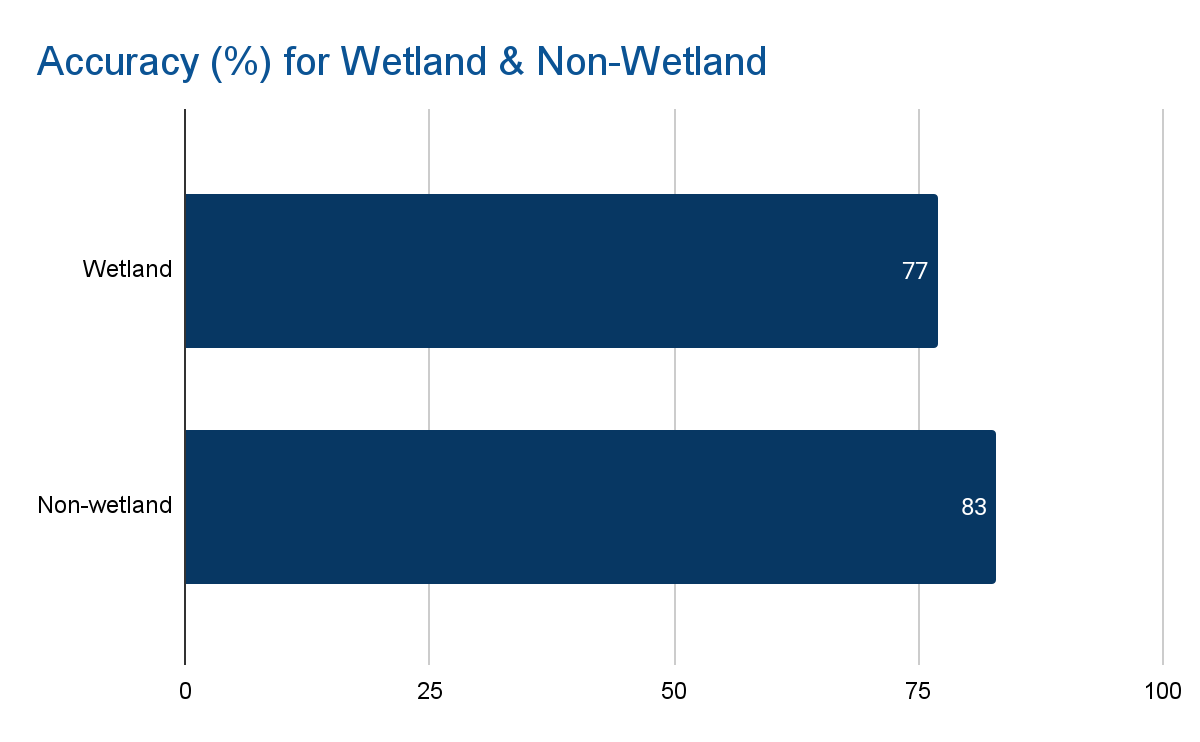 Accuracy (%) for Wetland & Non-Wetland
Wetland
77
Non-wetland
83
0 25 50 75 100